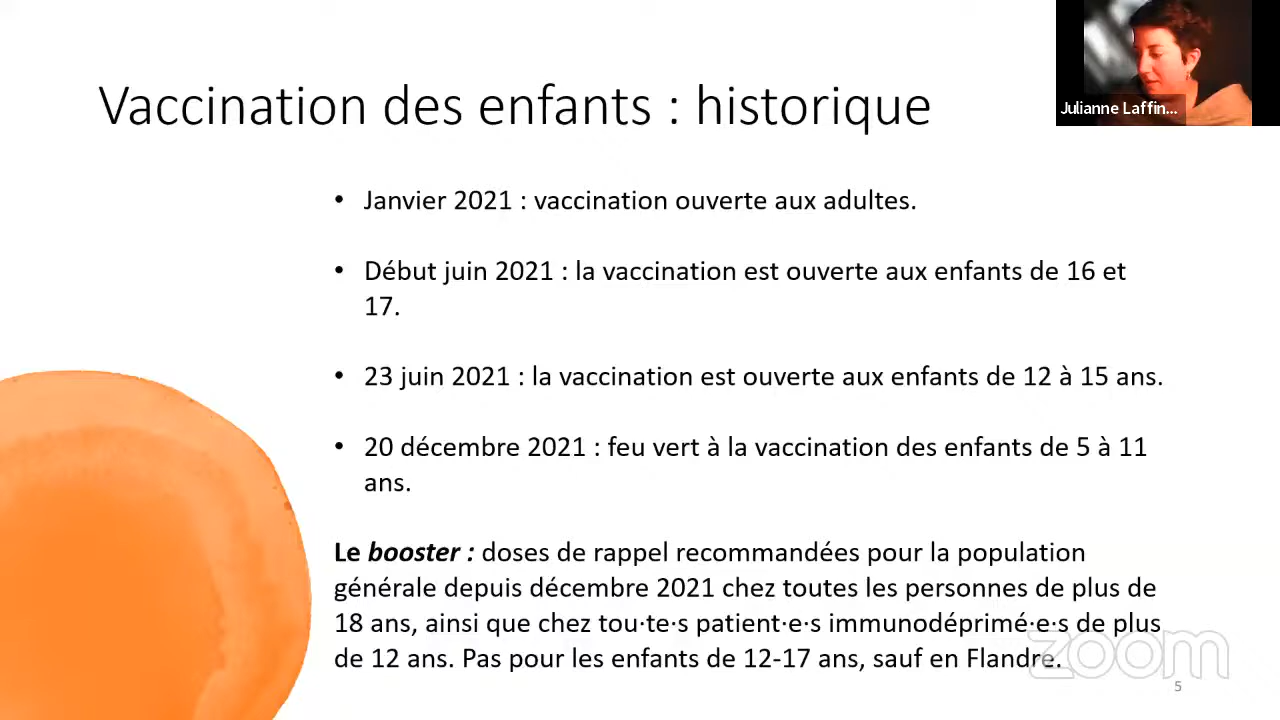 Vaccination des enfants : historique
Julianne Laffin...
• Janvier 2021 : vaccination ouverte aux adultes.
• Début juin 2021 : la vaccination est ouverte aux enfants de 16 et
17.
• 23 juin 2021 : la vaccination est ouverte aux enfants de 12 à 15 ans.
• 20 décembre 2021 : feu vert à la vaccination des enfants de 5 à 11
ans.
Le booster : doses de rappel recommandées pour la population
générale depuis décembre 2021 chez toutes les personnes de plus de
18 ans, ainsi que chez tou·te·s patient·e·s immunodéprimé·e·s de plus
de 12 ans. Pas pour les enfants de 12-17 ans, sauf en Flandre.
zoom
5